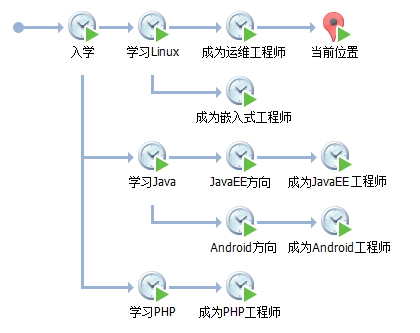 入学
学习Linux
成为运维工程师
当前位置
成为嵌入式工程师
学习Java
JavaEE方向
成为JavaEE工程师
Android方向
成为Android工程师
学习PHP
成为PHP工程师